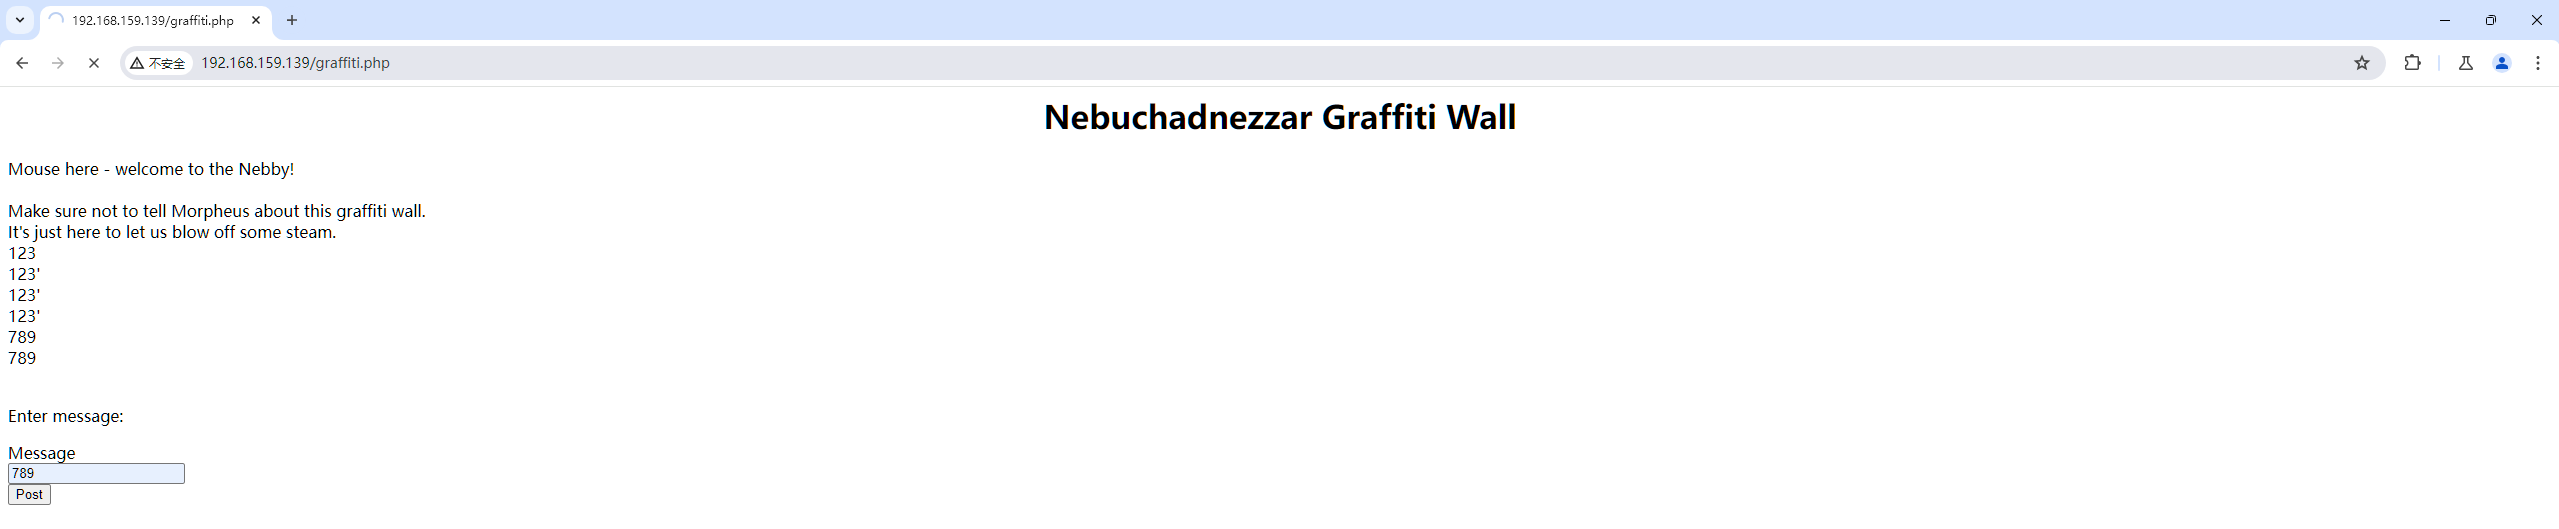 192.168.159.139/graffiti.php
不安全 192.168.159.139/graffiti.php
Nebuchadnezzar Graffiti Wall
Mouse here - welcome to the Nebby!
Make sure not to tell Morpheus about this graffiti wall.
It's just here to let us blow off some steam.
123
123'
123'
123'
789
789
Enter message:
Message
789
Post